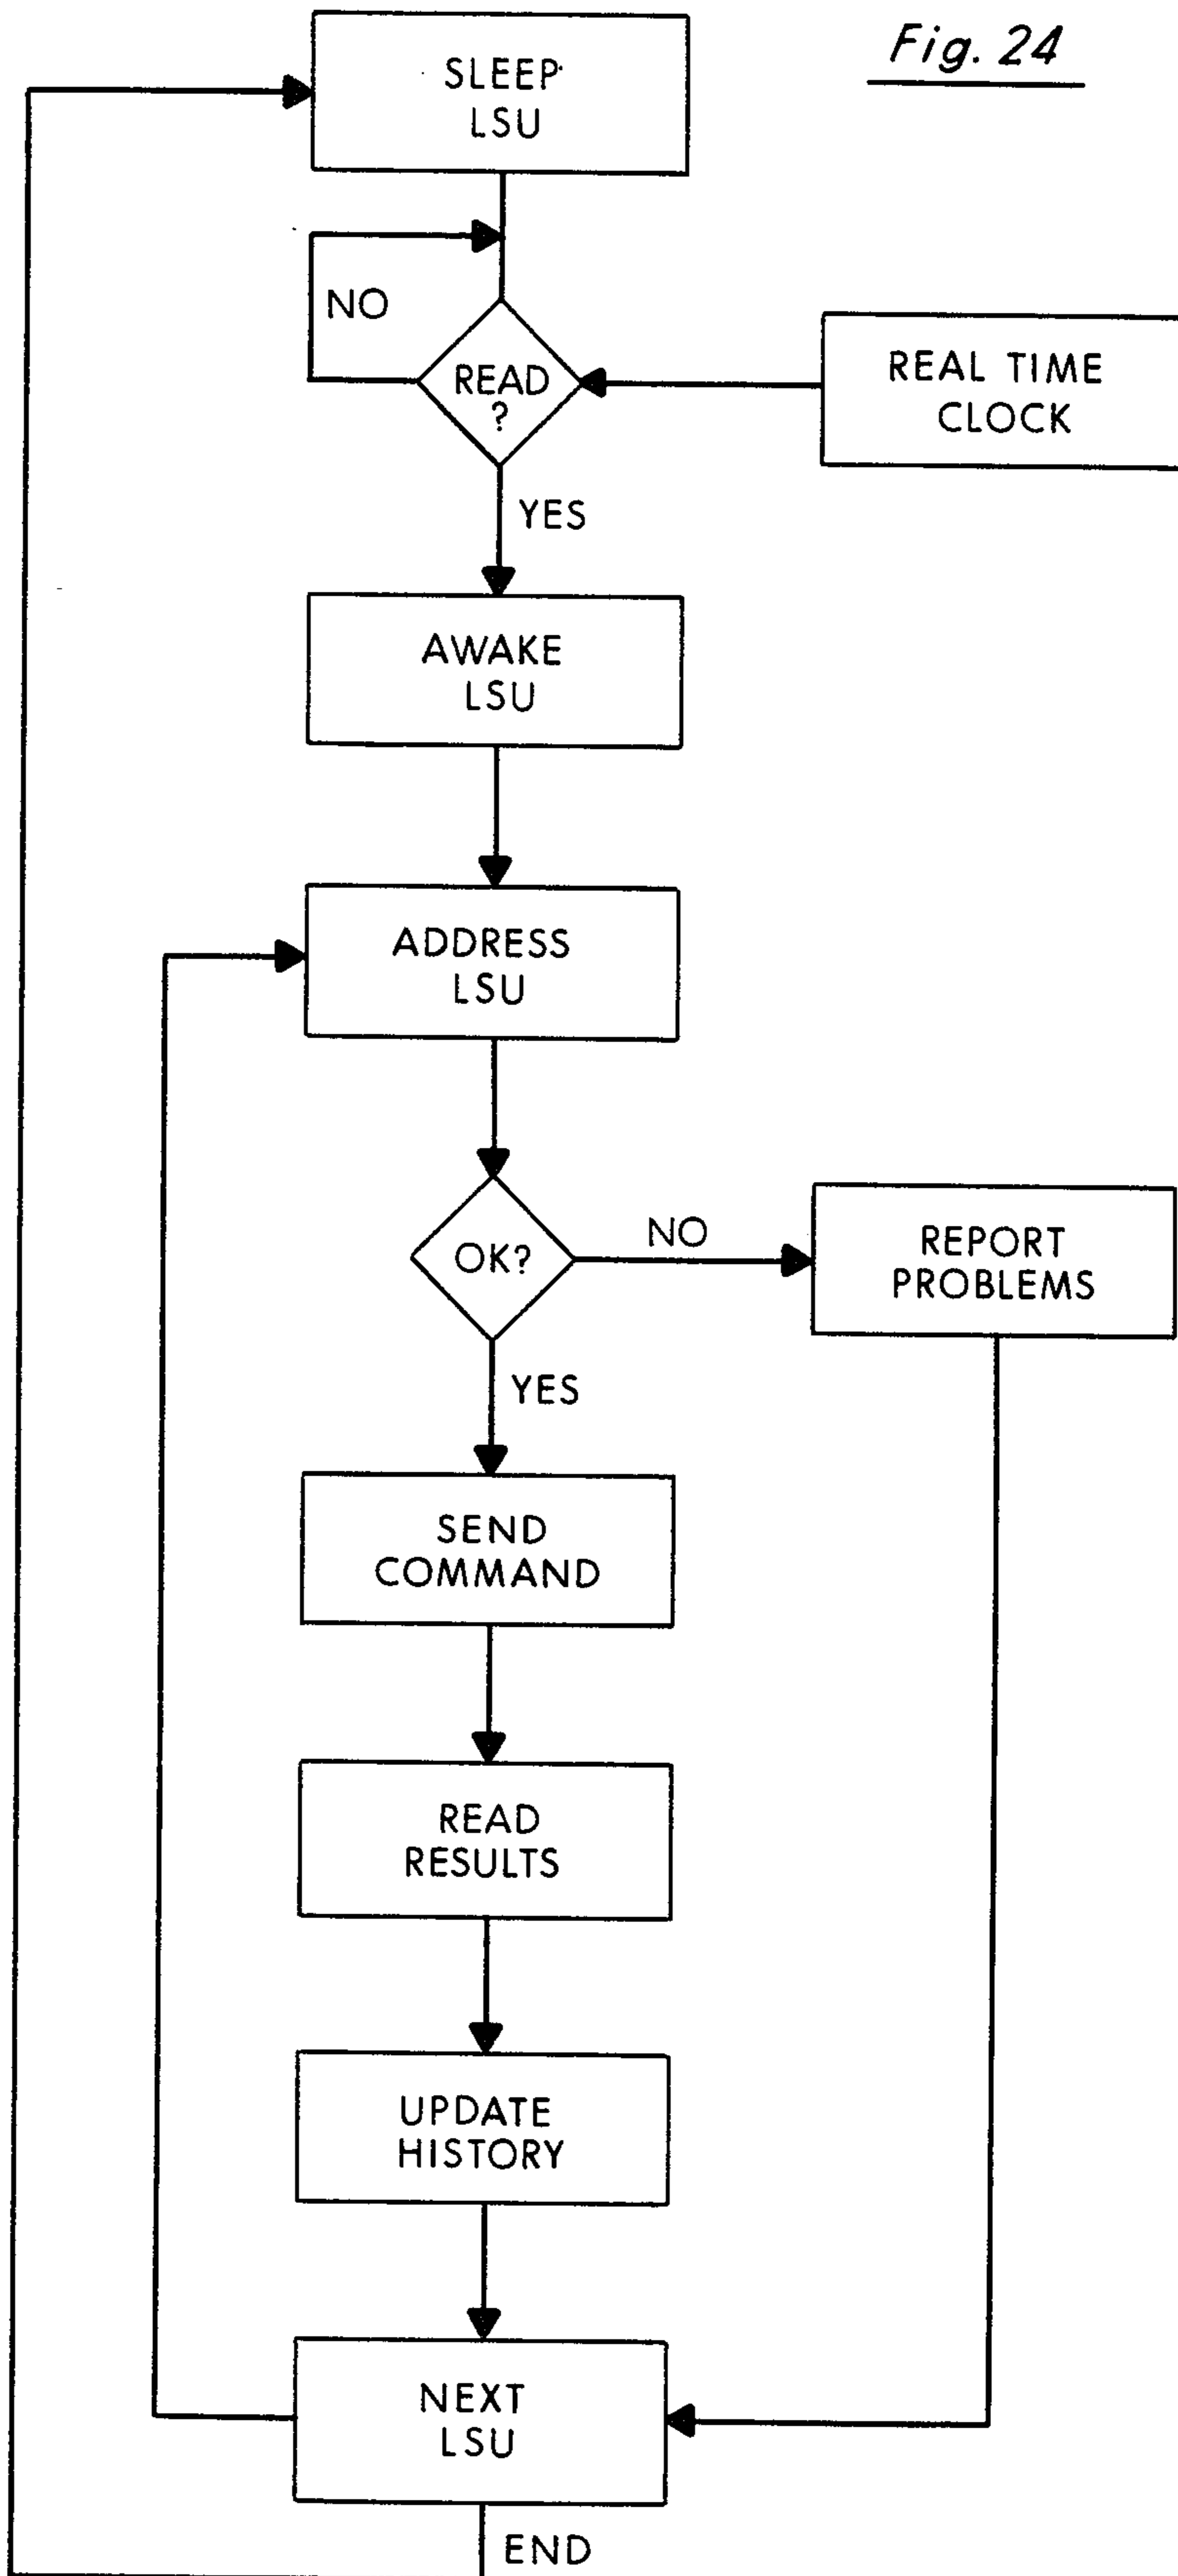 Fig. 24
SLEEP
LSU
NO
READ
?
REAL TIME
CLOCK
YES
AWAKE
LSU
ADDRESS
LSU
OK?
NO
REPORT
PROBLEMS
YES
SEND
COMMAND
READ
RESULTS
UPDATE
HISTORY
NEXT
LSU
END